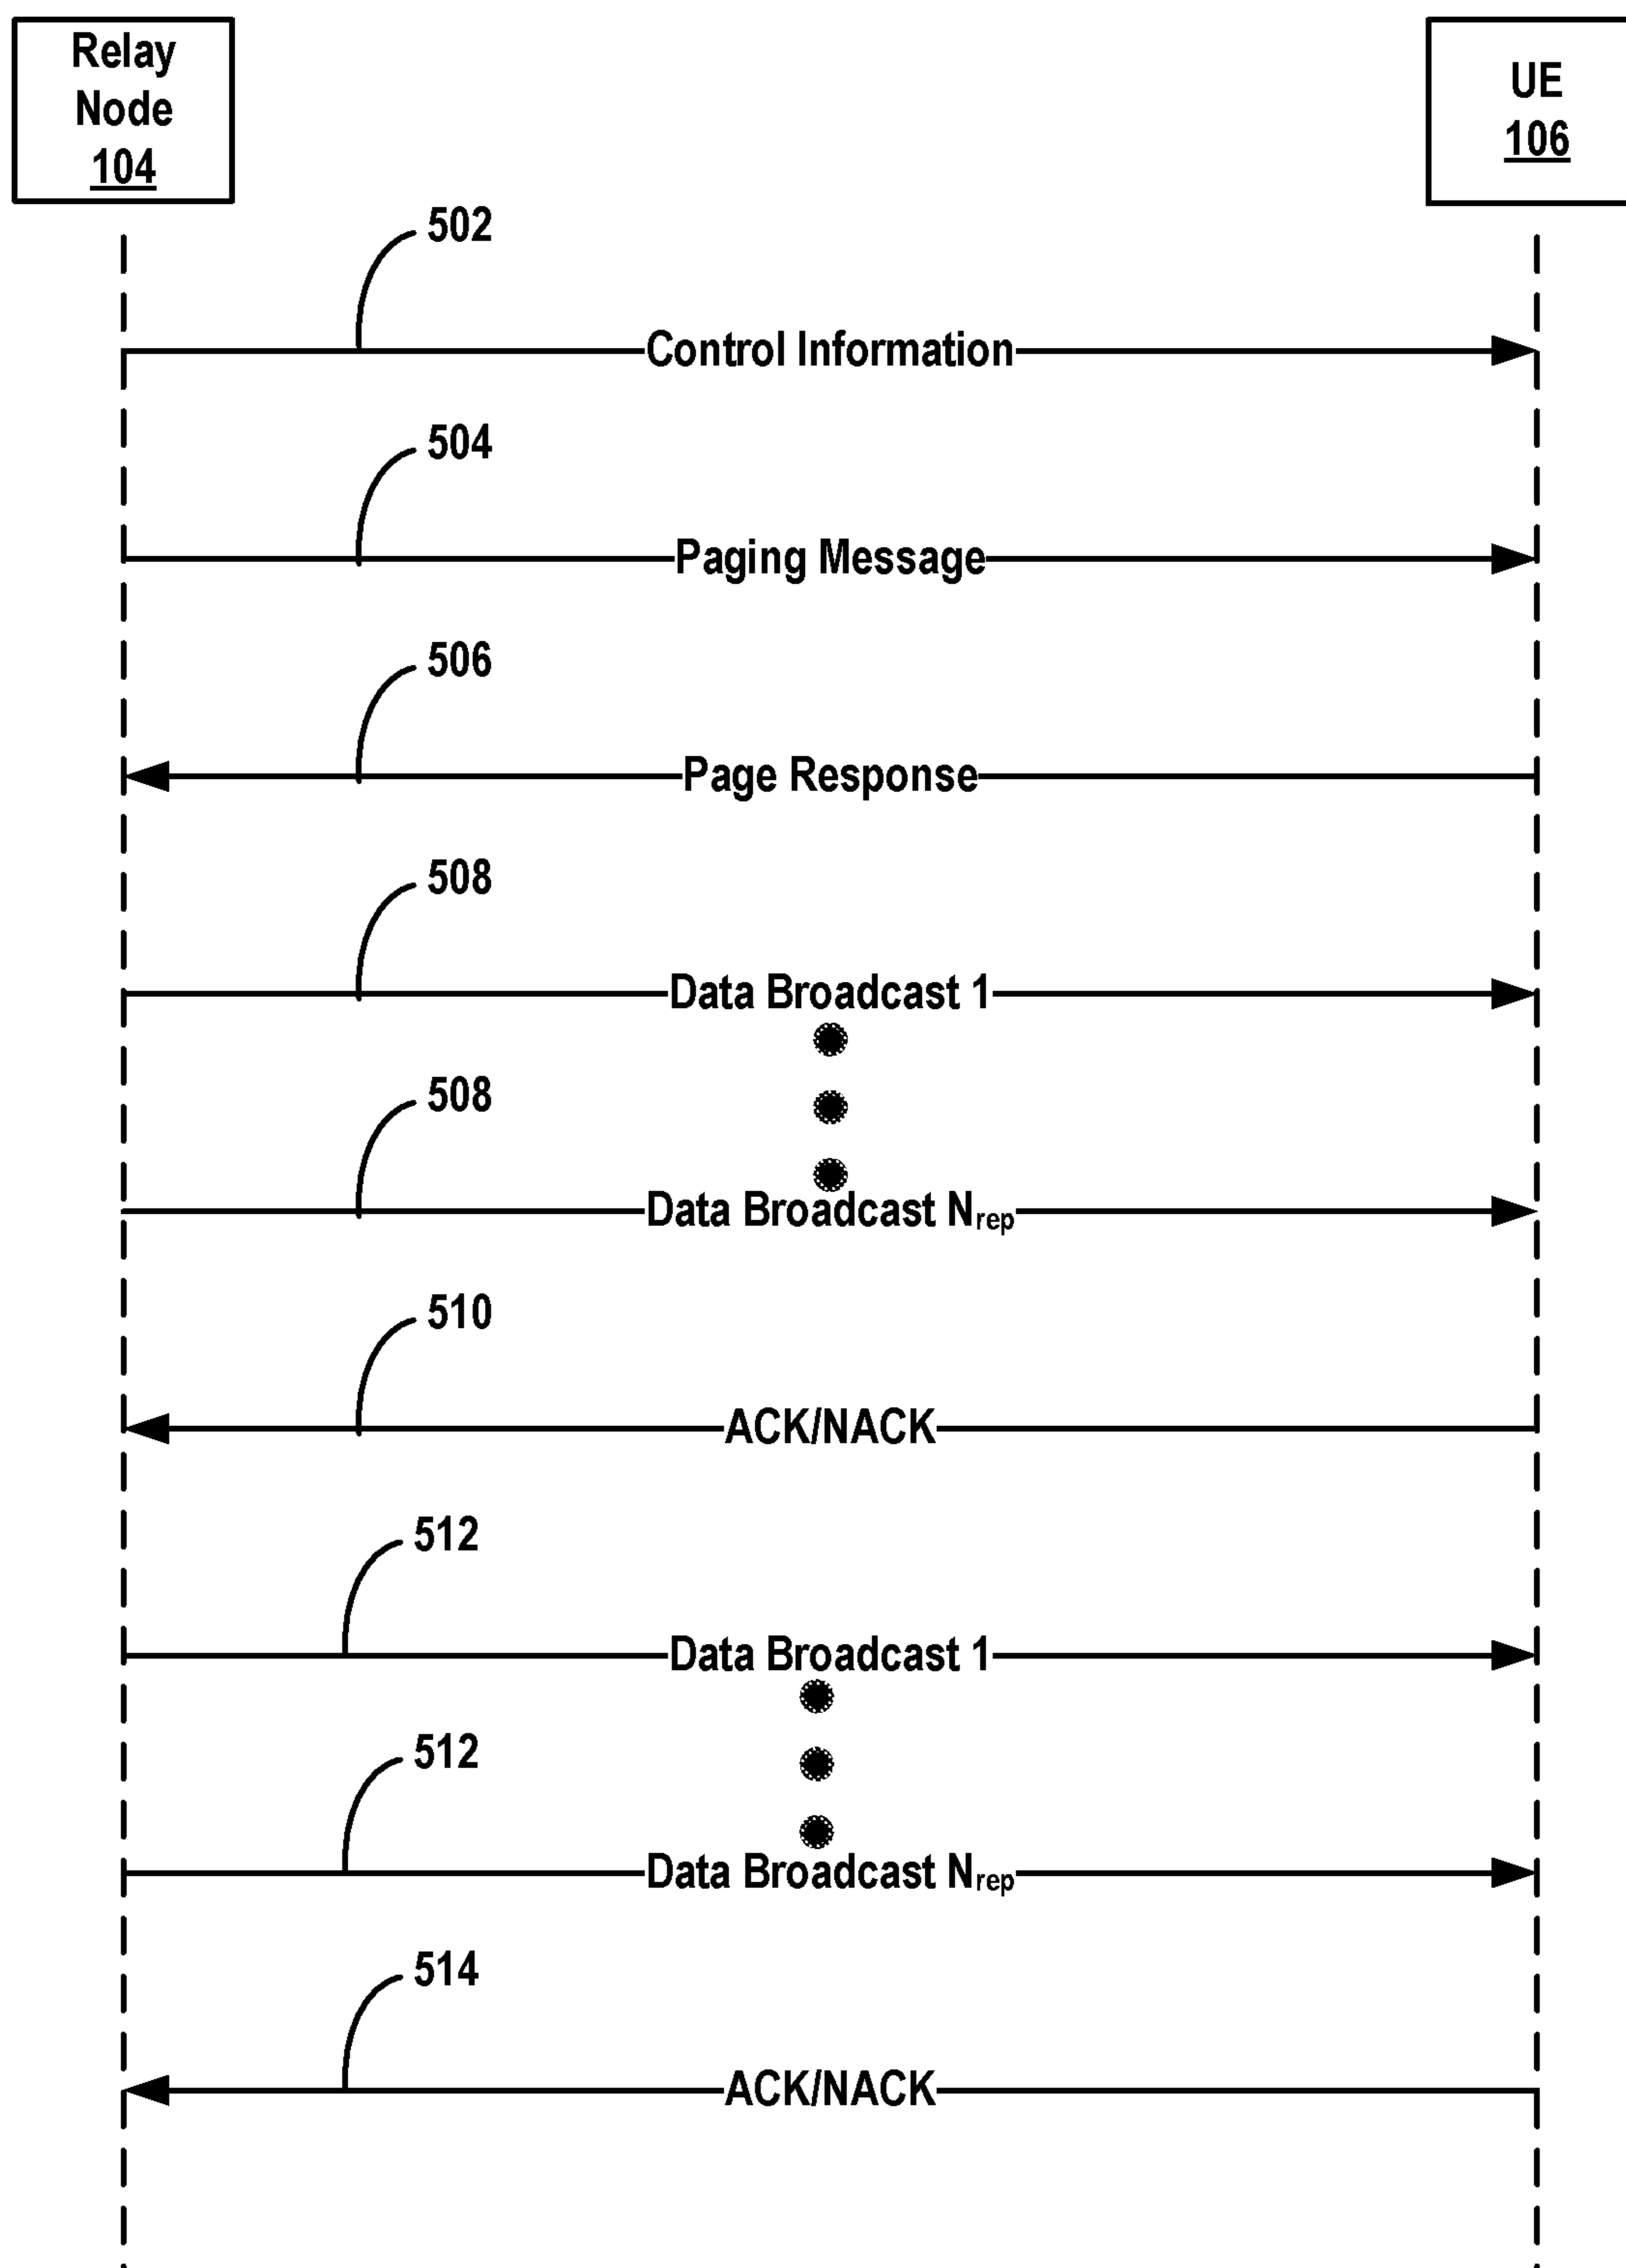 Relay
Node
104
UE
106
502
Control Information
504
Paging Message
506
Page Response
508
Data Broadcast 1
508
Data Broadcast Nrep
510
ACK/NACK
512
Data Broadcast 1
512
Data Broadcast Nrep
514
ACK/NACK